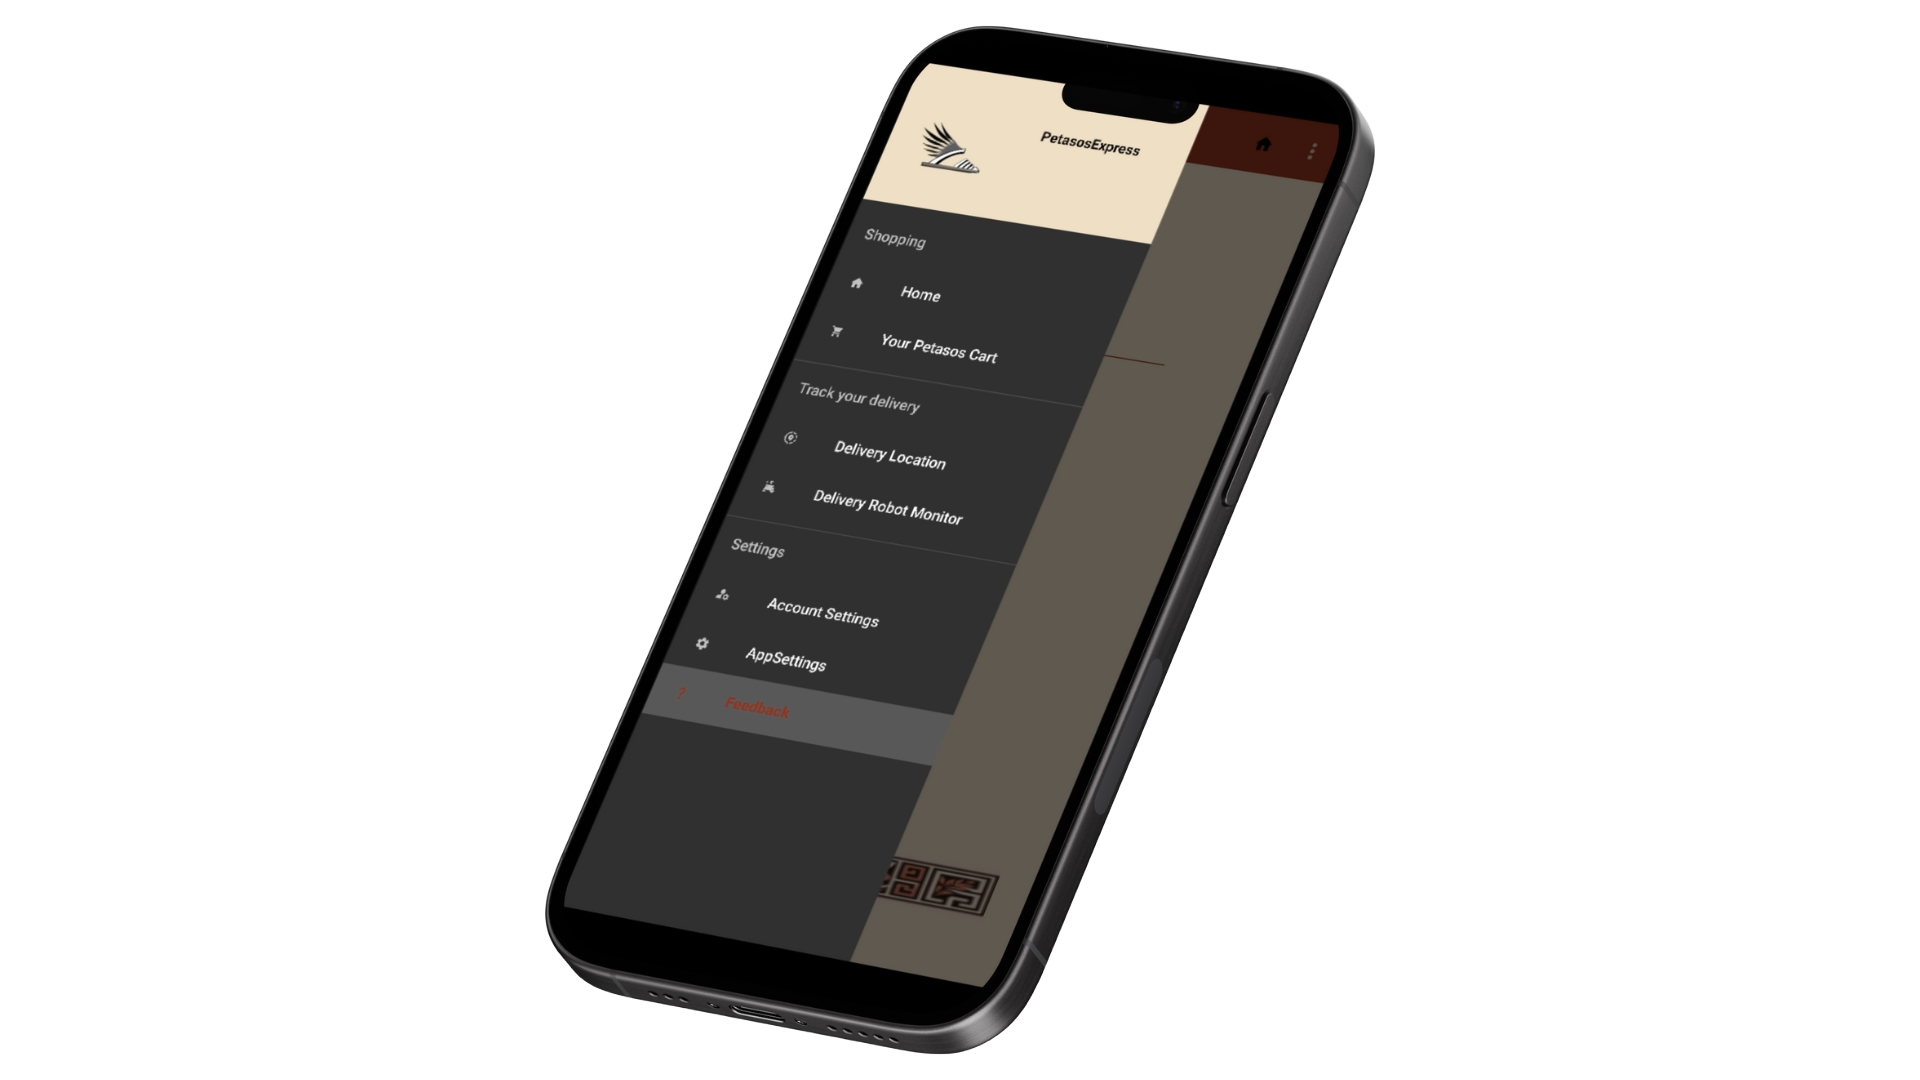 PetasosExpress
Shopping
Home
Your Petasos Cart
Track your delivery
Delivery Location
Delivery Robot Monitor
Settings
Account Settings
AppSettings
? Feedback